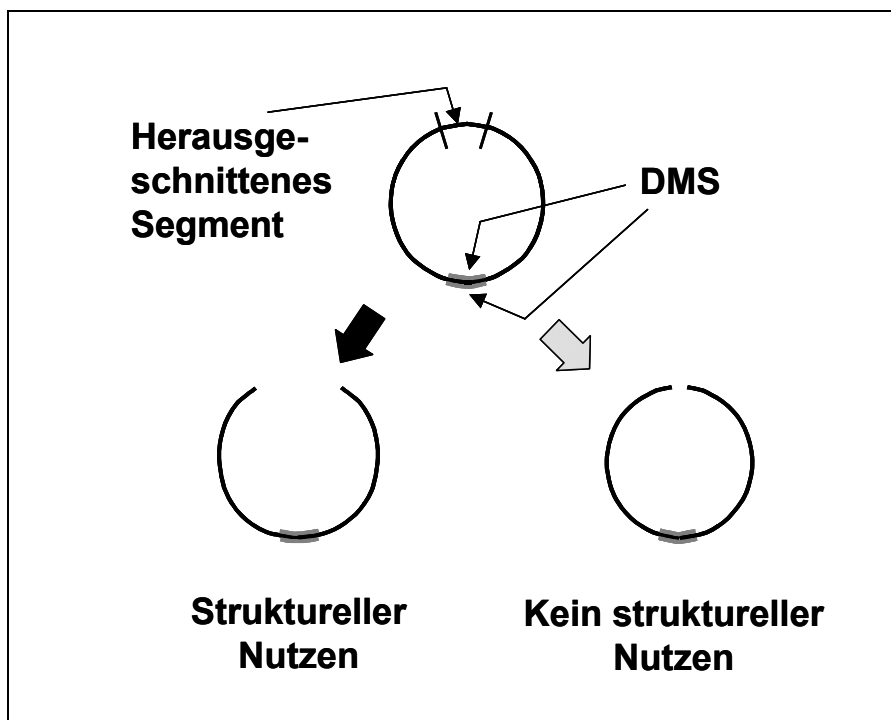 Herausge-
schnittenes
Segment
DMS
Struktureller
Nutzen
Kein struktureller
Nutzen